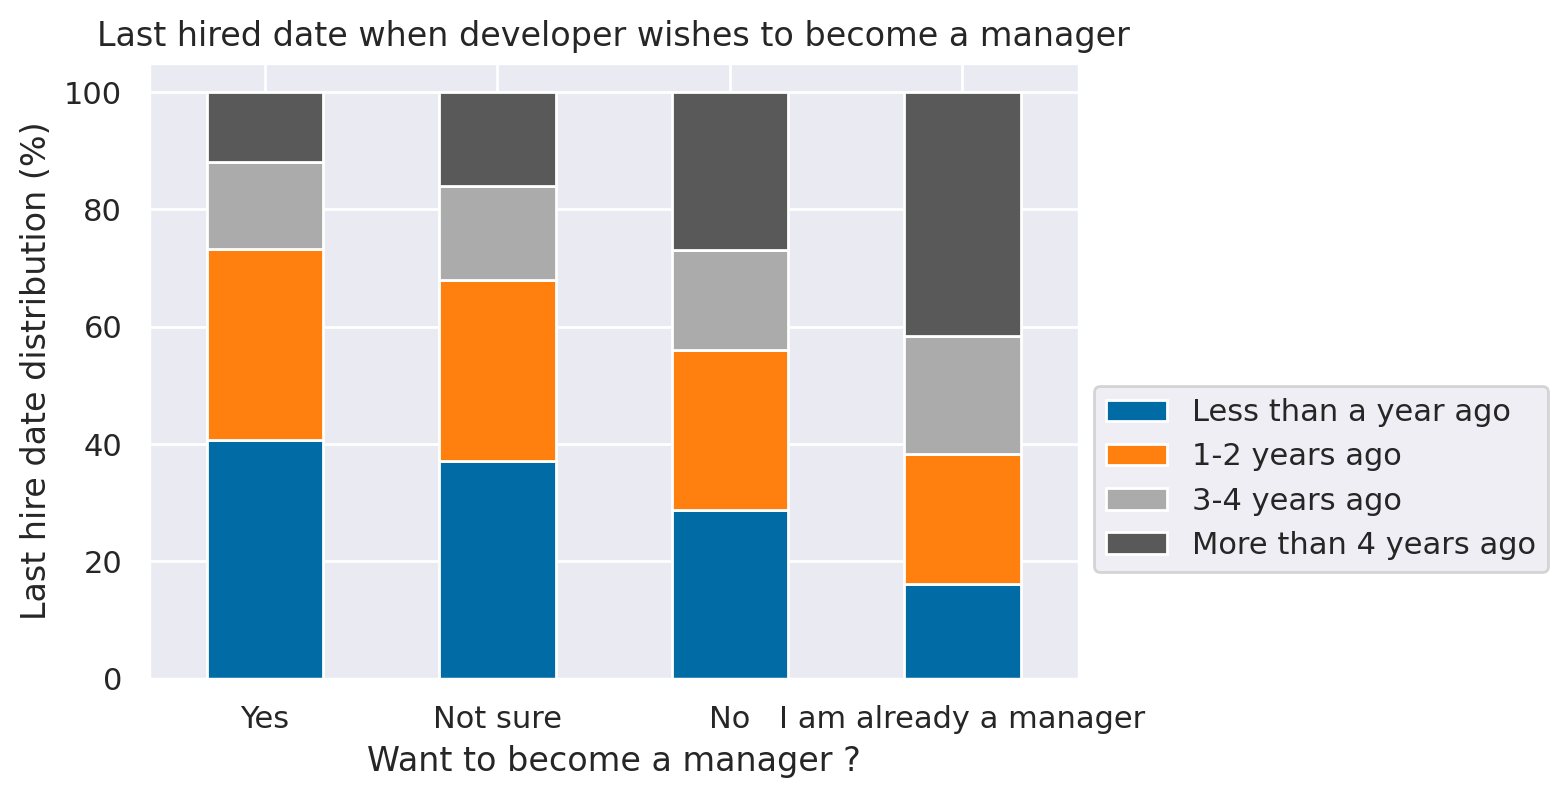 Last hired date when developer wishes to become a manager
Last hire date distribution (%)
100
80
60
40
20
0
Yes
Not sure
No
I am already a manager
Want to become a manager ?
Less than a year ago
1-2 years ago
3-4 years ago
More than 4 years ago